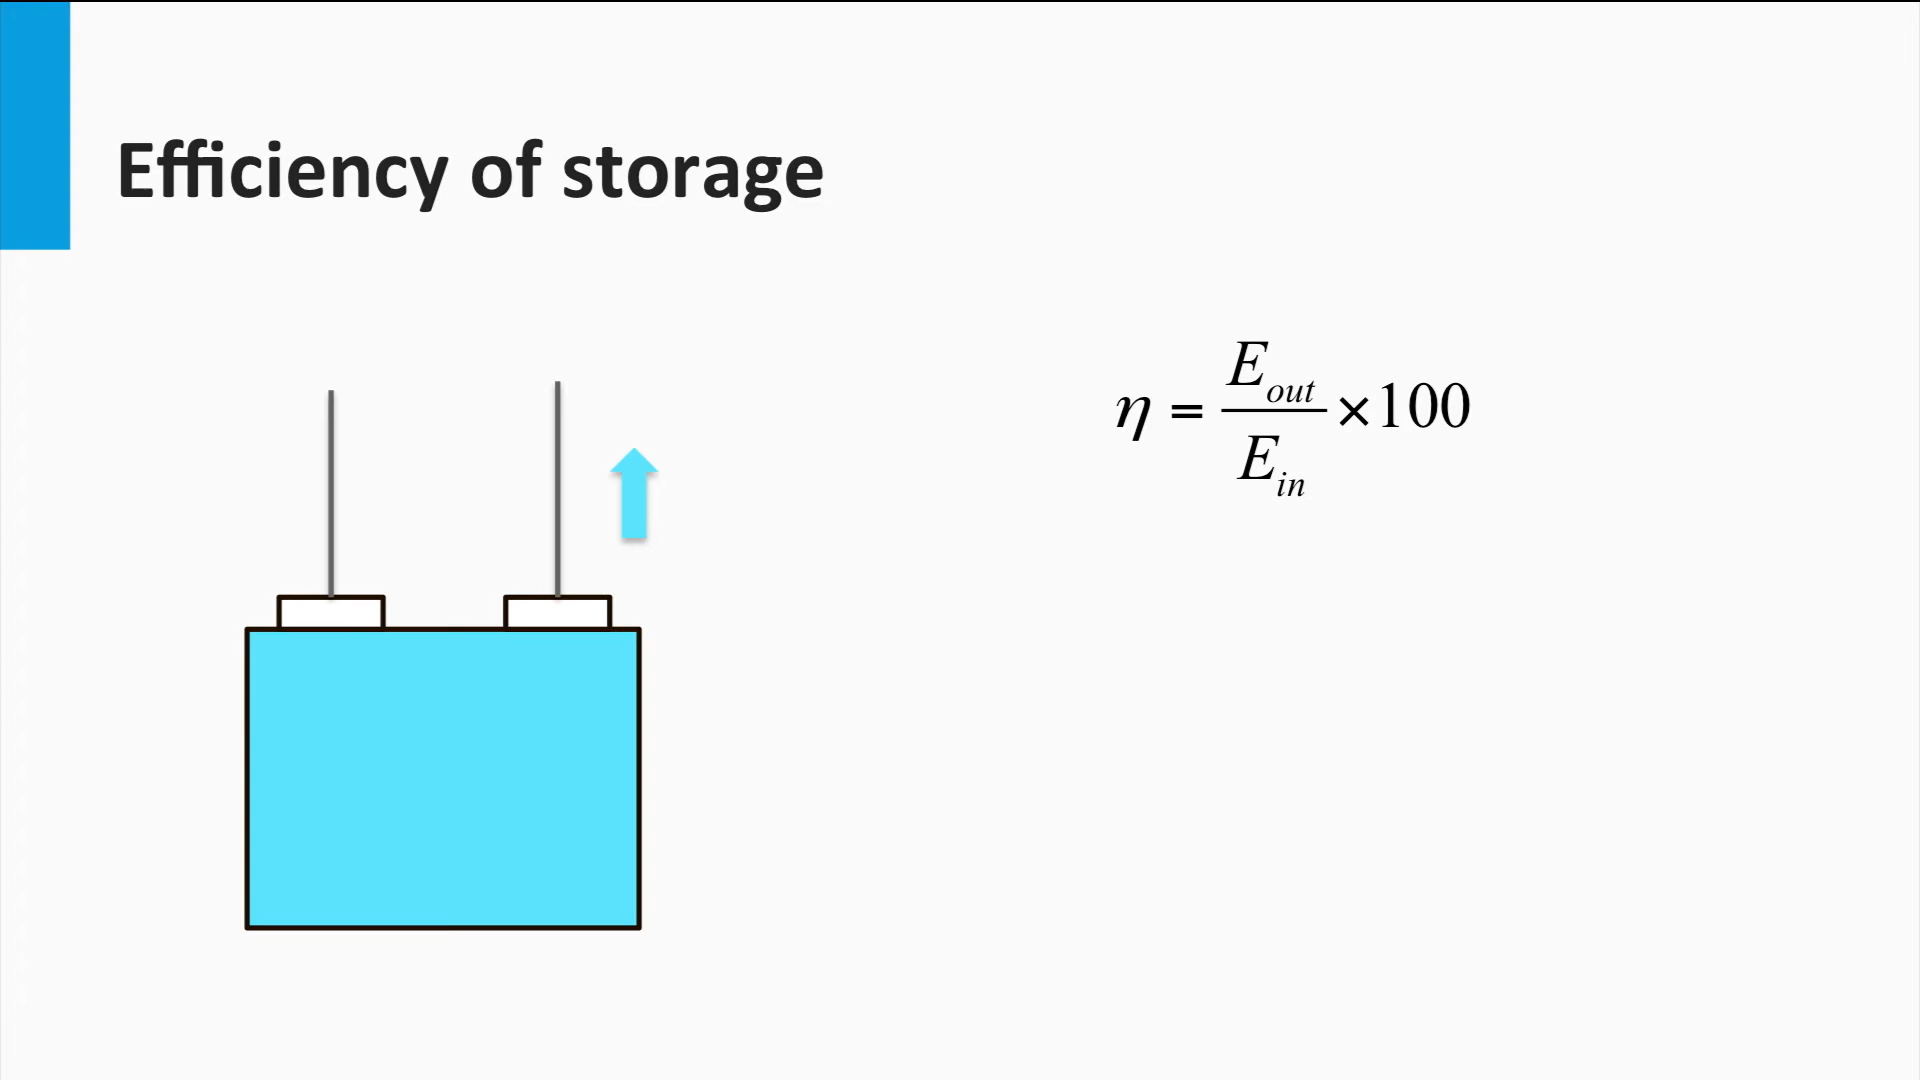 Efficiency of storage
η = E_out / E_in ×100